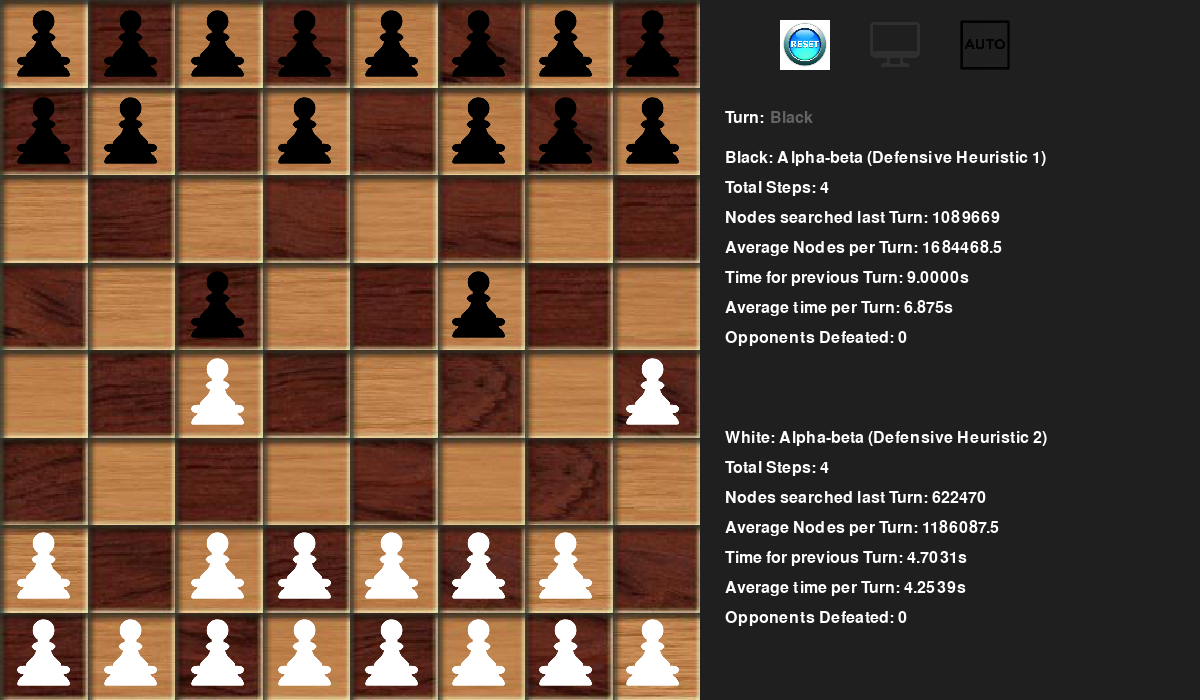 RESET
AUTO
Turn: Black
Black: Alpha-beta (Defensive Heuristic 1)
Total Steps: 4
Nodes searched last Turn: 1089669
Average Nodes per Turn: 1684468.5
Time for previous Turn: 9.0000s
Average time per Turn: 6.875s
Opponents Defeated: 0
White: Alpha-beta (Defensive Heuristic 2)
Total Steps: 4
Nodes searched last Turn: 622470
Average Nodes per Turn: 1186087.5
Time for previous Turn: 4.7031s
Average time per Turn: 4.2539s
Opponents Defeated: 0